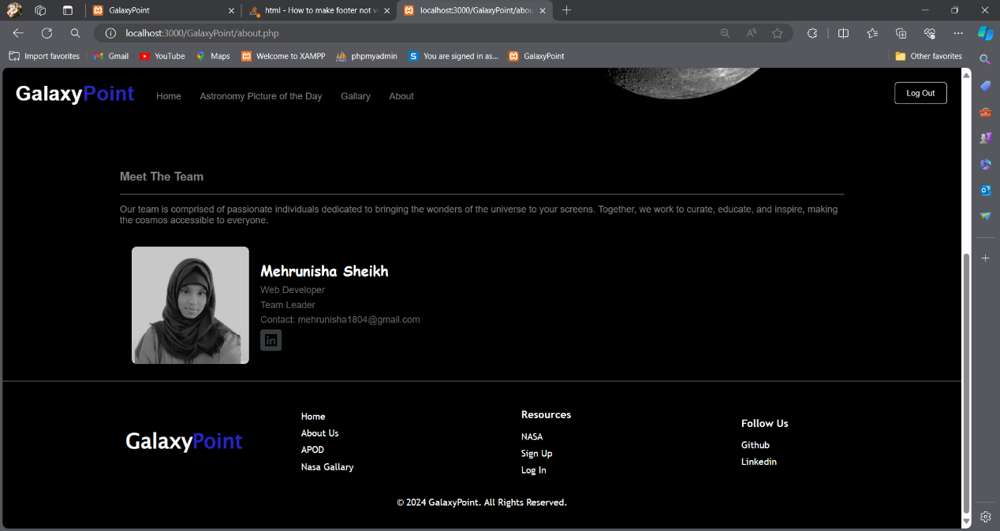 GalaxyPoint
html - How to make footer not v
localhost:3000/GalaxyPoint/abou
localhost:3000/GalaxyPoint/about.php
Import favorites
Gmail
YouTube
Maps
Welcome to XAMPP
phpmyadmin
You are signed in as...
GalaxyPoint
Other favorites
GalaxyPoint
Home
Astronomy Picture of the Day
Gallary
About
Log Out
Meet The Team
Our team is comprised of passionate individuals dedicated to bringing the wonders of the universe to your screens. Together, we work to curate, educate, and inspire, making
the cosmos accessible to everyone.
Mehrunisha Sheikh
Web Developer
Team Leader
Contact: mehrunisha1804@gmail.com
in
GalaxyPoint
Home
About Us
APOD
Nasa Gallary
Resources
NASA
Sign Up
Log In
Follow Us
Github
Linkedin
© 2024 GalaxyPoint. All Rights Reserved.